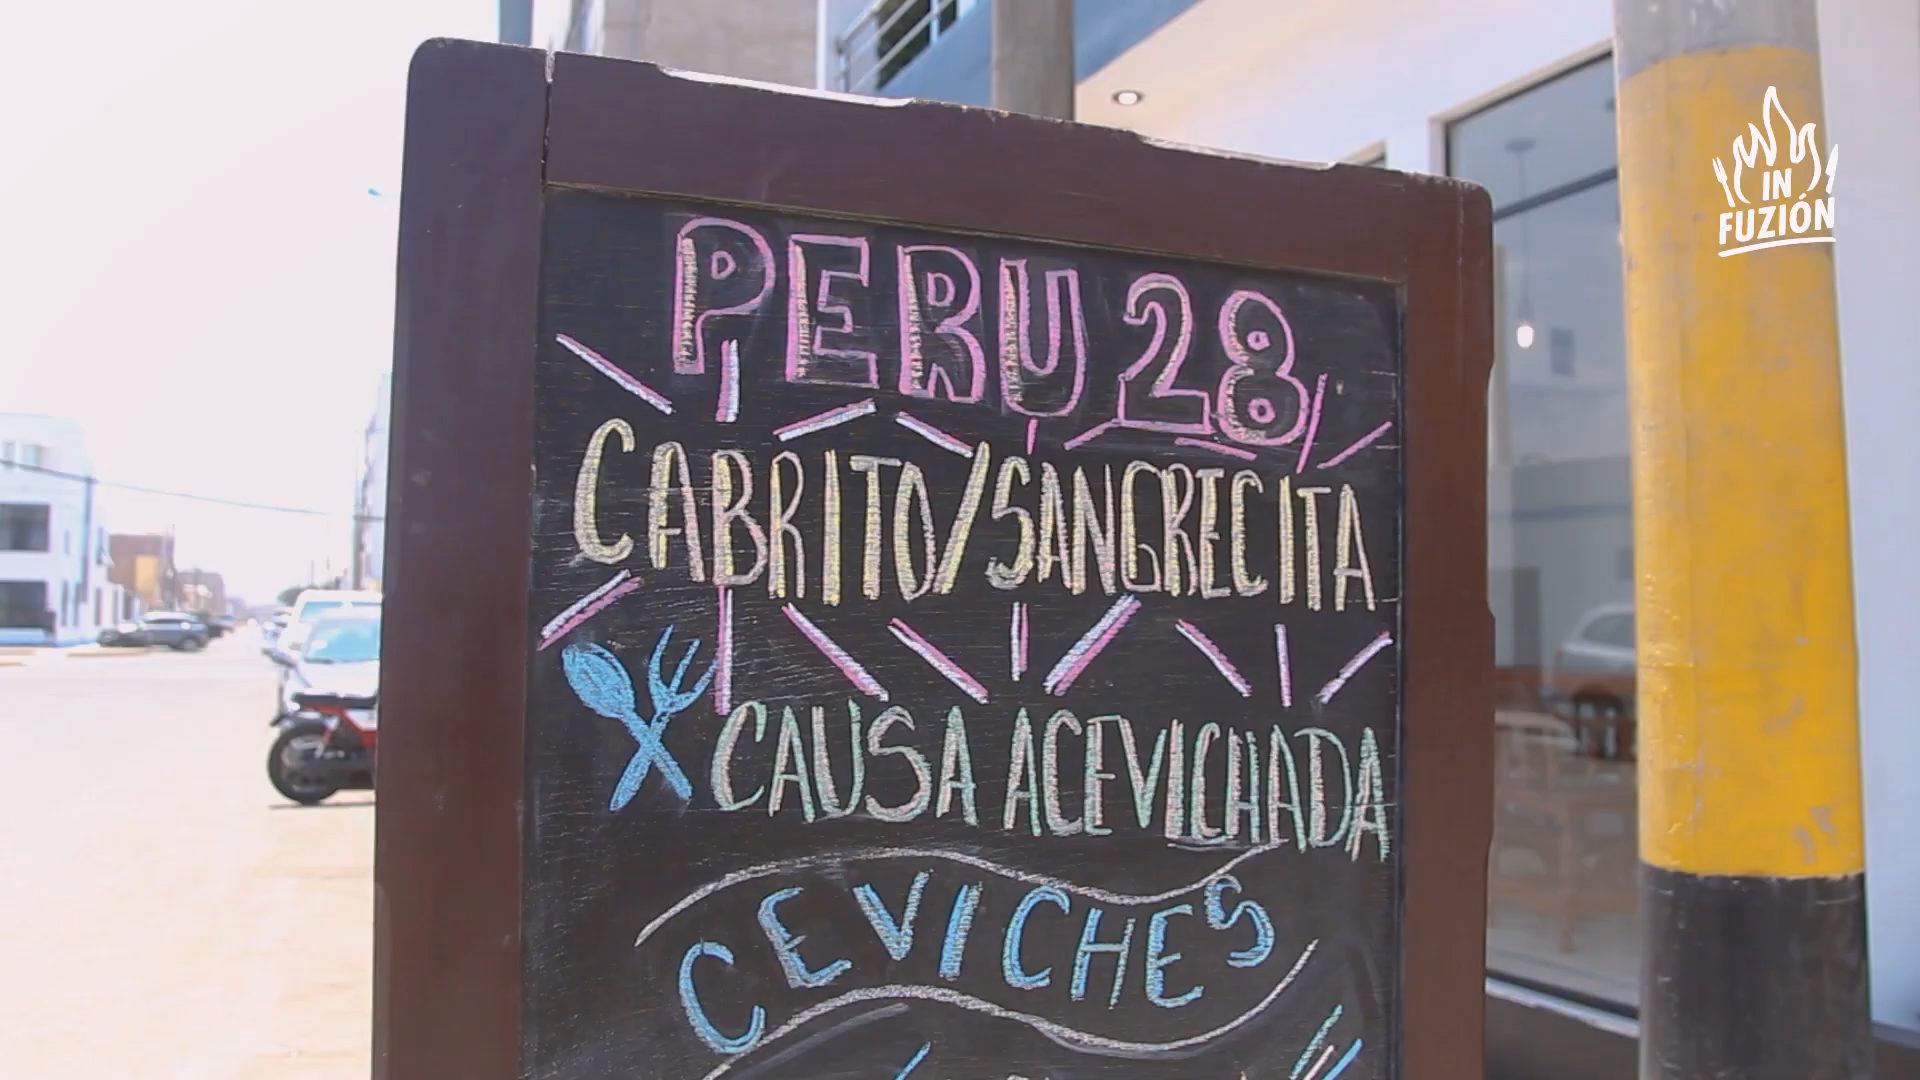 PERU 28
CABRITO/SANGRECITA
CAUSA ACEVICHADA
CEVICHES
IN
FUZIÓN